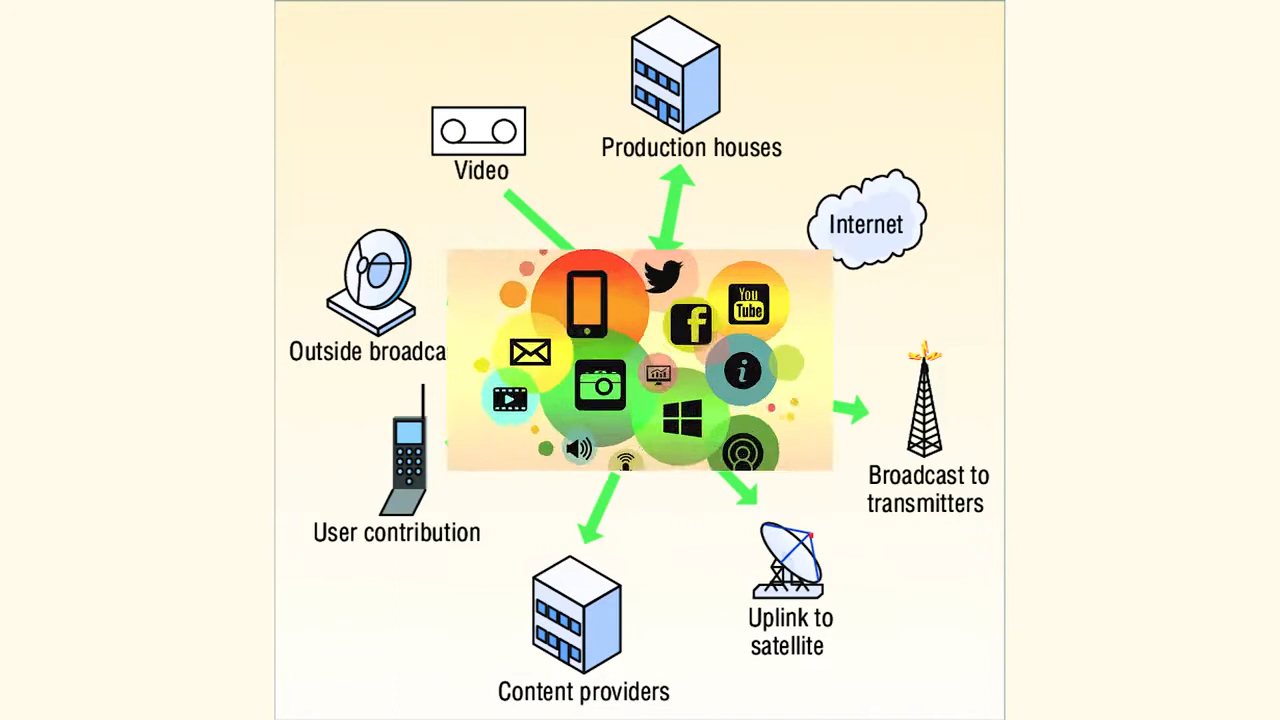 Production houses
Video
Internet
Outside broadca
You
Tube
f
i
Broadcast to
transmitters
User contribution
Uplink to
satellite
Content providers